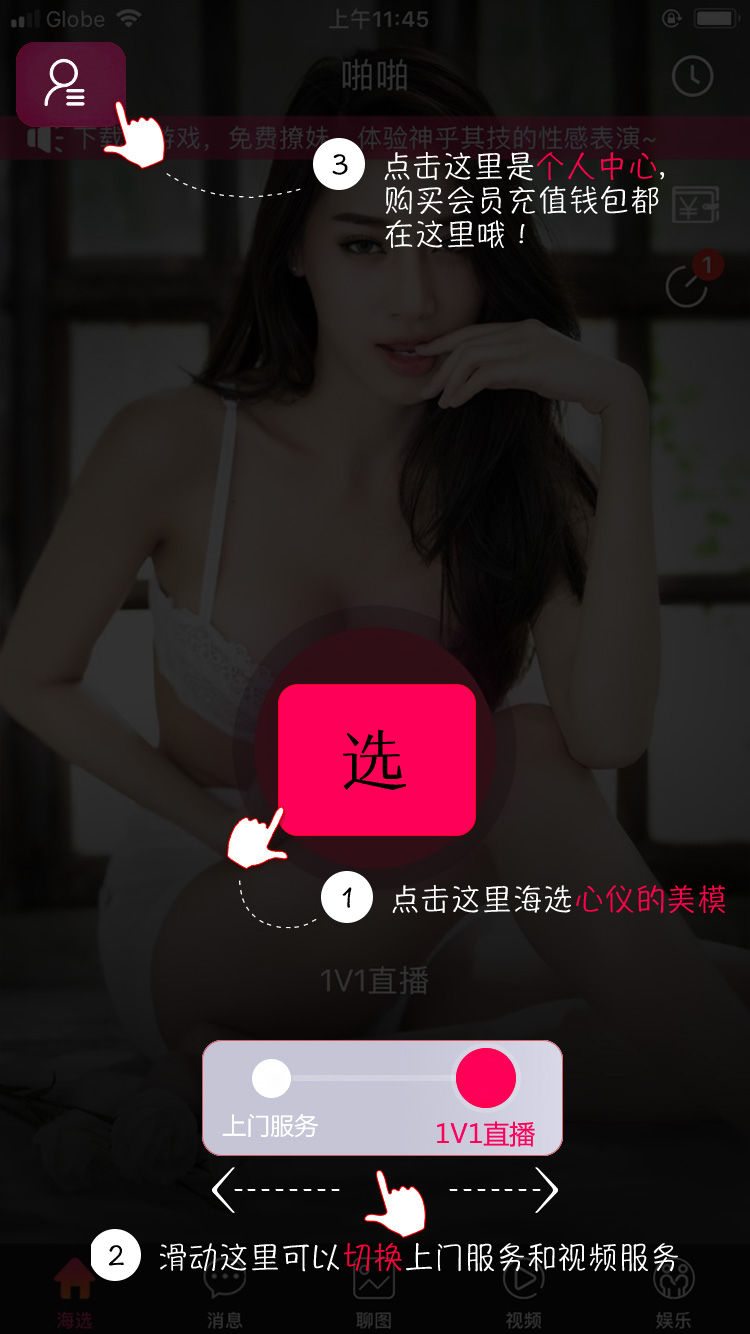 Globe 上午11:45
啪啪
戏，免费撩妹，体验神乎其技的性感表演~
3 点击这里是个人中心,
购买会员充值钱包都
在这里哦！
¥
1
选
1 点击这里海选心仪的美模
1V1直播
上门服务 1V1直播
2 滑动这里可以切换上门服务和视频服务
海选 消息 聊图 视频 娱乐